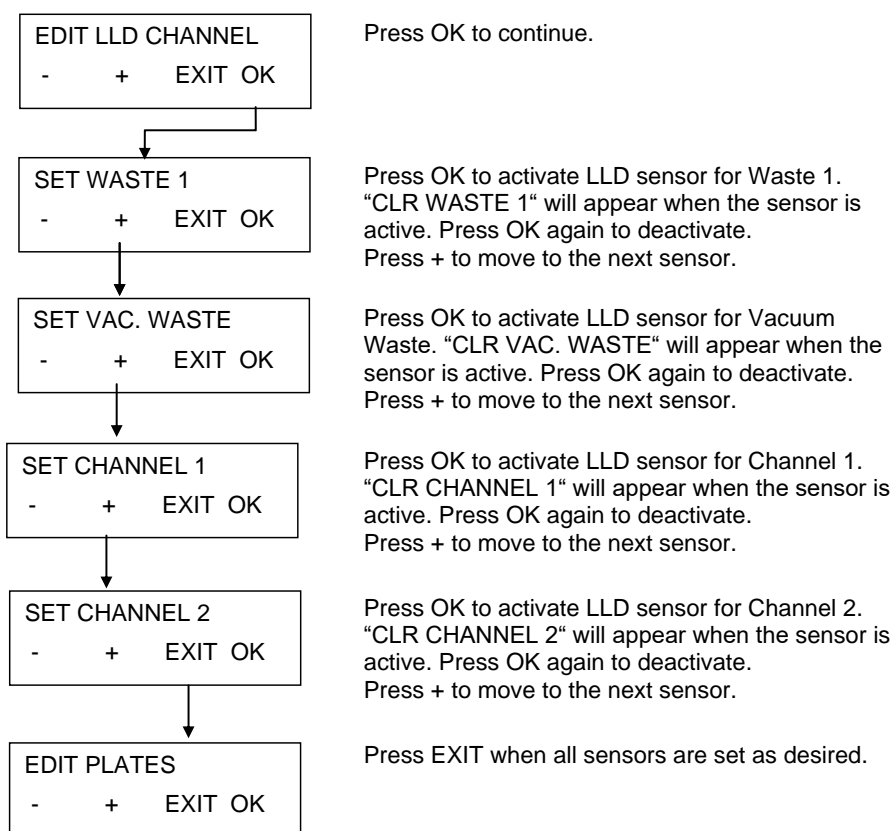 EDIT LLD CHANNEL
- + EXIT OK
Press OK to continue.
SET WASTE 1
- + EXIT OK
Press OK to activate LLD sensor for Waste 1.
“CLR WASTE 1“ will appear when the sensor is
active. Press OK again to deactivate.
Press + to move to the next sensor.
SET VAC. WASTE
- + EXIT OK
Press OK to activate LLD sensor for Vacuum
Waste. “CLR VAC. WASTE“ will appear when the
sensor is active. Press OK again to deactivate.
Press + to move to the next sensor.
SET CHANNEL 1
- + EXIT OK
Press OK to activate LLD sensor for Channel 1.
“CLR CHANNEL 1“ will appear when the sensor is
active. Press OK again to deactivate.
Press + to move to the next sensor.
SET CHANNEL 2
- + EXIT OK
Press OK to activate LLD sensor for Channel 2.
“CLR CHANNEL 2“ will appear when the sensor is
active. Press OK again to deactivate.
Press + to move to the next sensor.
EDIT PLATES
- + EXIT OK
Press EXIT when all sensors are set as desired.